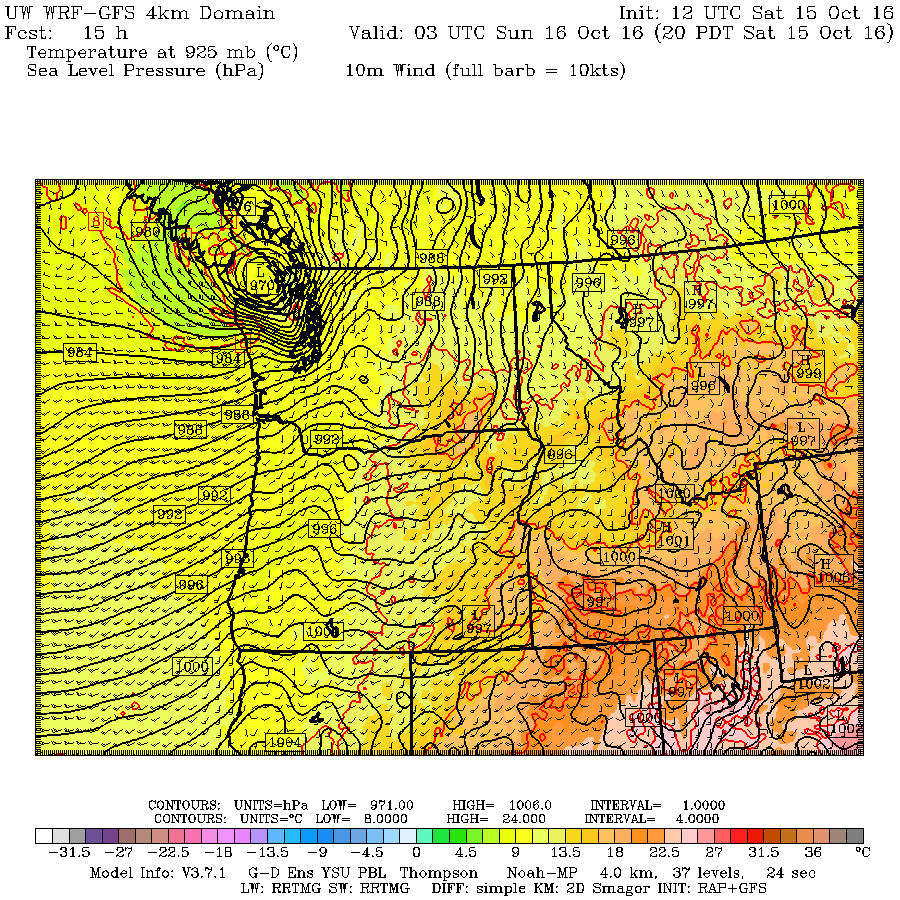 UW WRF-GFS 4km Domain Init: 12 UTC Sat 15 Oct 16
Fcst: 15 h Valid: 03 UTC Sun 16 Oct 16 (20 PDT Sat 15 Oct 16)
Temperature at 925 mb (°C)
Sea Level Pressure (hPa) 10m Wind (full barb = 10kts)
1000
980
8
996
988
L
970
992
996
988
H
997
H
997
984
984
H
999
L
996
988
988
992
L
997
996
992
992
1000
996
H
1001
996
1000
H
1003
996
L
997
1000
L
997
1000
1000
L
997
L
1002
1000
1004
L
1002
CONTOURS: UNITS=hPa LOW= 971.00 HIGH= 1006.0 INTERVAL= 1.0000
CONTOURS: UNITS=°C LOW= 8.0000 HIGH= 24.000 INTERVAL= 4.0000
-31.5 -27 -22.5 -18 -13.5 -9 -4.5 0 4.5 9 13.5 18 22.5 27 31.5 36 °C
Model Info: V3.7.1 G-D Ens YSU PBL Thompson Noah-MP 4.0 km, 37 levels, 24 sec
LW: RRTMG SW: RRTMG DIFF: simple KM: 2D Smagor INIT: RAP+GFS